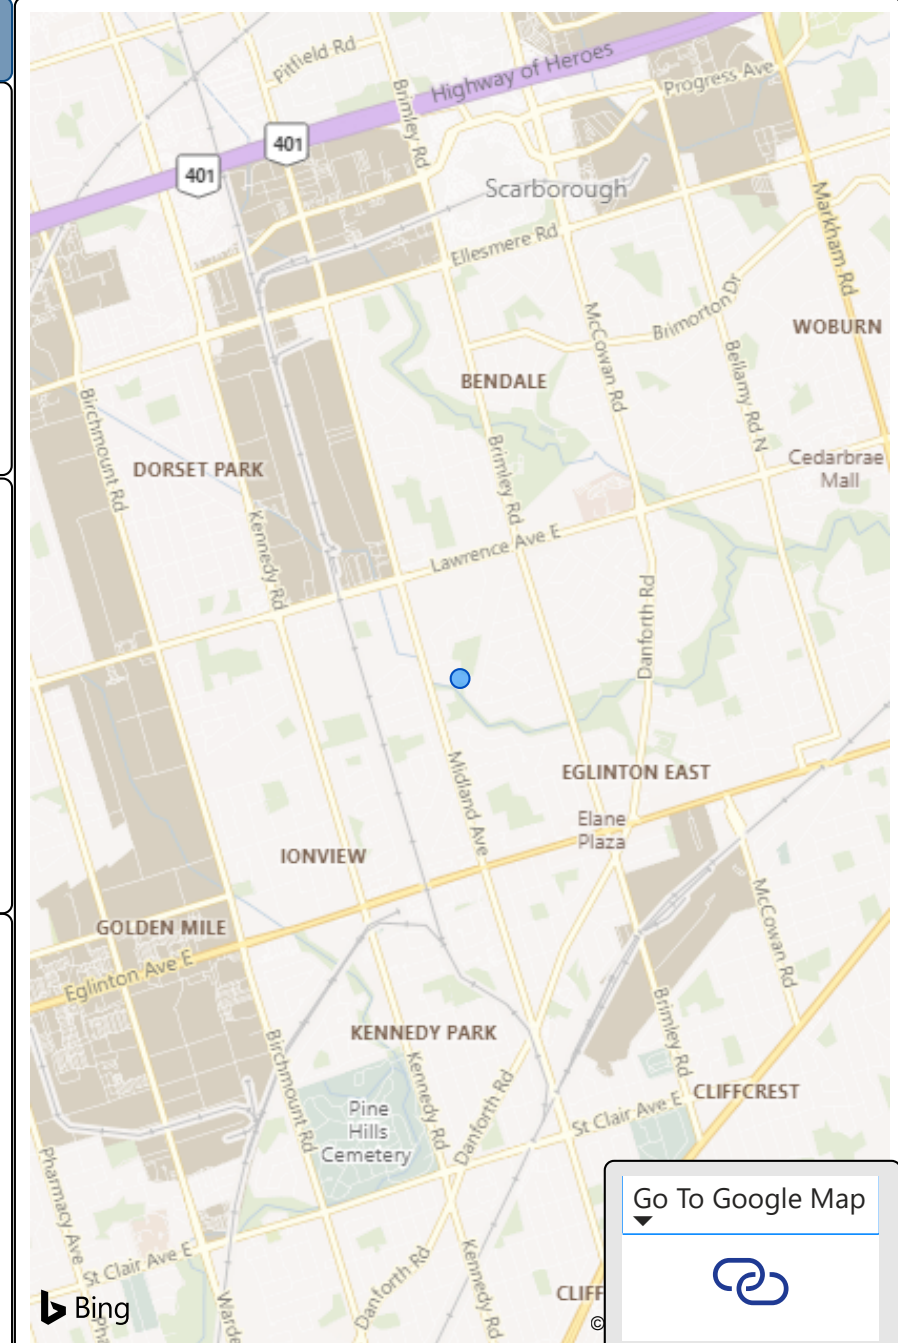 Pitfield Rd
Highway of Heroes
Progress Ave
Brimley Rd
401
401
Scarborough
Markham Rd
Ellesmere Rd
Brimorton Dr
McCowan Rd
WOBURN
Bellamy Rd N
BENDALE
Birchmount Rd
DORSET PARK
Brimley Rd
Cedarbrae
Mall
Kennedy Rd
Lawrence Ave E
Danforth Rd
Midland Ave
EGLINTON EAST
Elane
Plaza
IONVIEW
McCowan Rd
GOLDEN MILE
Eglinton Ave E
Brimley Rd
KENNEDY PARK
Birchmount Rd
Kennedy Rd
Danforth Rd
CLIFFCREST
Pine
Hills
Cemetery
St Clair Ave E
Pharmacy Ave
Go To Google Map
St Clair Ave E
Danforth Rd
Kennedy Rd
CLIFF
Bing
Warde
Pha
©